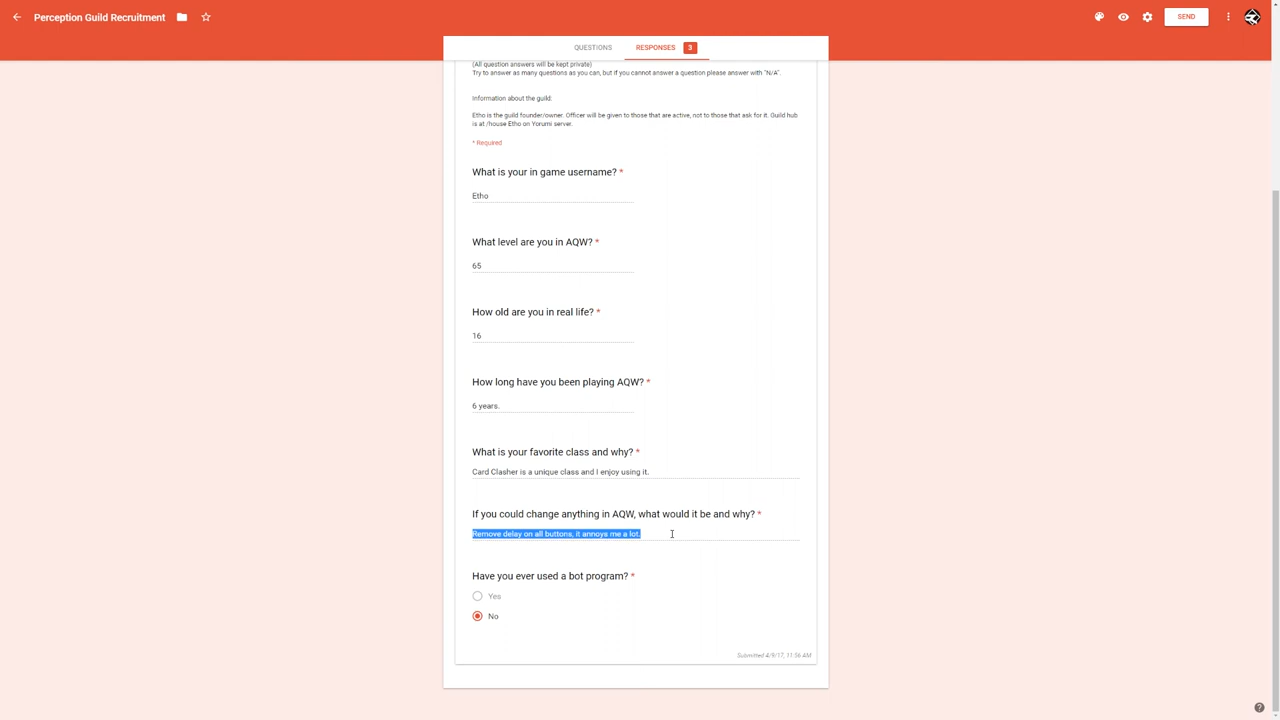 Perception Guild Recruitment
SEND
QUESTIONS
RESPONSES 3
(All question answers will be kept private)
Try to answer as many questions as you can, but if you cannot answer a question please answer with "N/A".
Information about the guild:
Etho is the guild founder/owner. Officer will be given to those that are active, not to those that ask for it. Guild hub
is at /house Etho on Yorumi server.
* Required
What is your in game username? *
Etho
What level are you in AQW? *
65
How old are you in real life? *
16
How long have you been playing AQW? *
6 years.
What is your favorite class and why? *
Card Clasher is a unique class and I enjoy using it.
If you could change anything in AQW, what would it be and why? *
Remove delay on all buttons, it annoys me a lot.
Have you ever used a bot program? *
Yes
No
Submitted 4/9/17, 11:56 AM